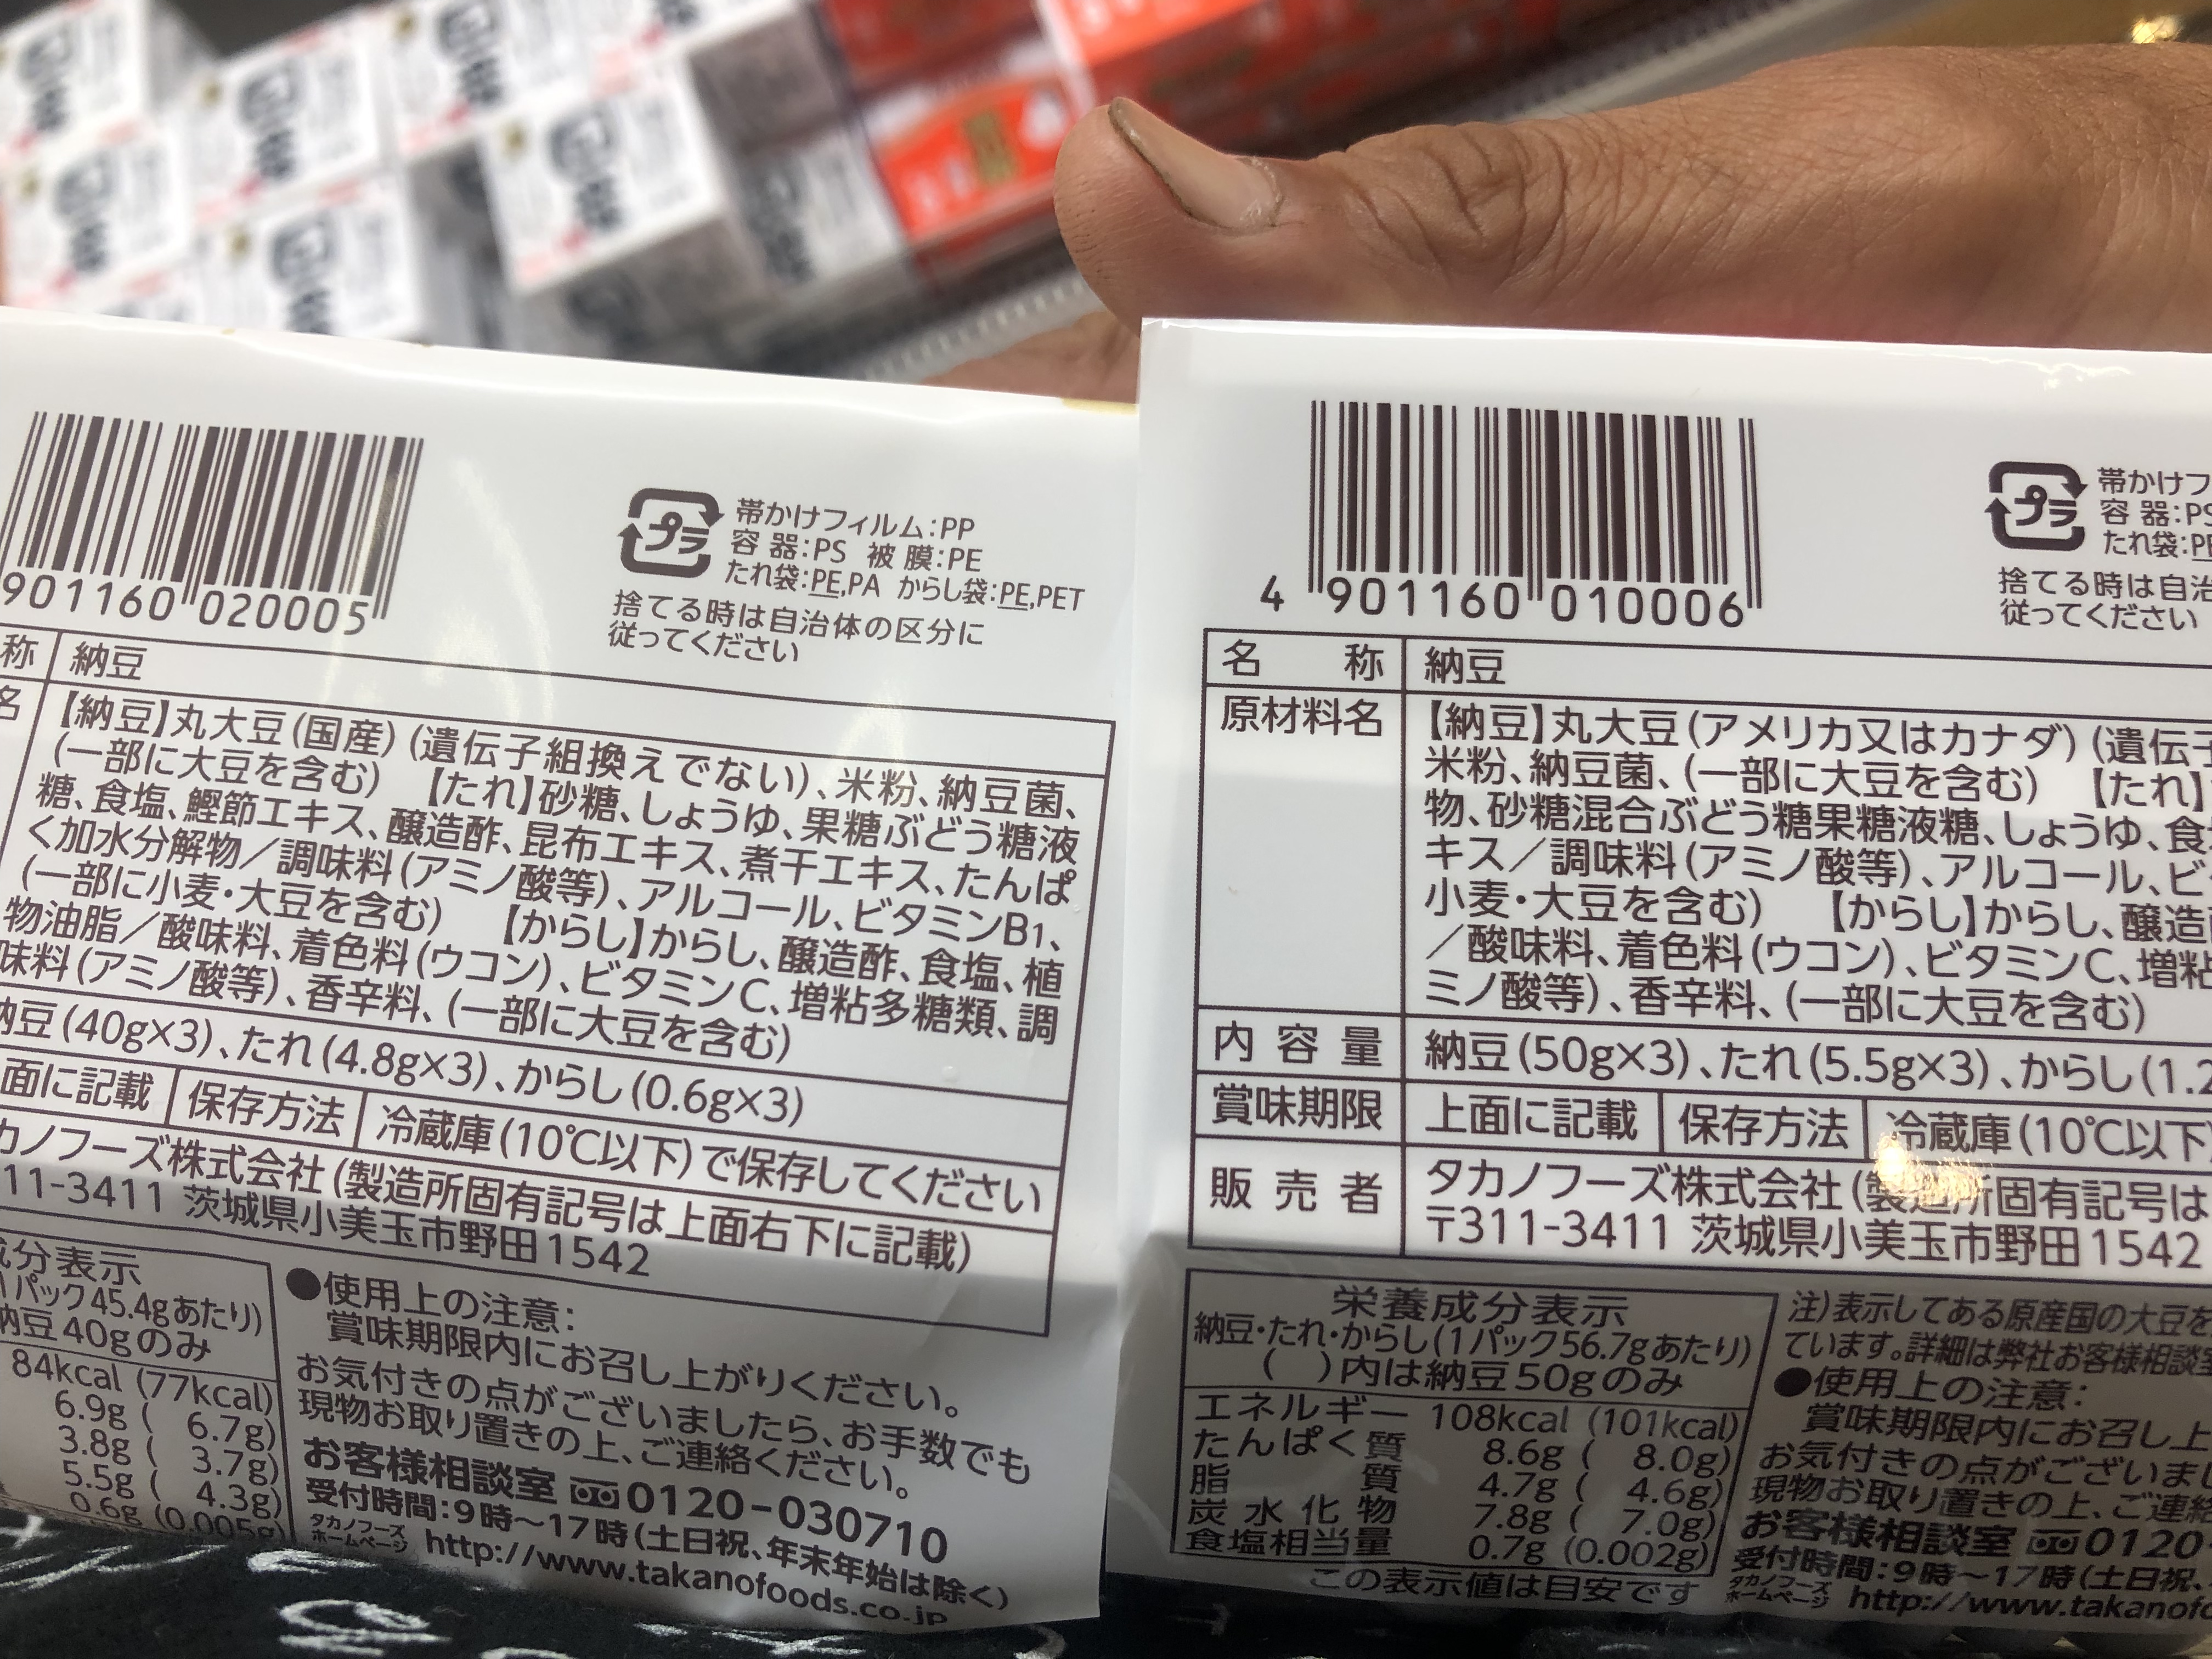 901160 020005
プラ
帯かけフィルム:PP
容 器:PS 被 膜:PE
たれ袋:PE,PA からし袋:PE,PET
捨てる時は自治体の区分に
従ってください
称 納豆
名 【納豆】丸大豆(国産)(遺伝子組換えでない)、米粉、納豆菌、
(一部に大豆を含む) 【たれ】砂糖、しょうゆ、果糖ぶどう糖液
糖、食塩、鰹節エキス、醸造酢、昆布エキス、煮干エキス、たんぱ
く加水分解物/調味料(アミノ酸等)、アルコール、ビタミンB1、
(一部に小麦・大豆を含む) 【からし】からし、醸造酢、食塩、植
物油脂/酸味料、着色料(ウコン)、ビタミンC、増粘多糖類、調
味料(アミノ酸等)、香辛料、(一部に大豆を含む)
納豆(40g×3)、たれ(4.8g×3)、からし(0.6g×3)
面に記載 保存方法 冷蔵庫(10℃以下)で保存してください
カノフーズ株式会社(製造所固有記号は上面右下に記載)
11-3411 茨城県小美玉市野田1542
成分表示
1パック45.4gあたり)
納豆40gのみ
84kcal (77kcal)
6.9g ( 6.7g)
3.8g ( 3.7g)
5.5g ( 4.3g)
0.6g (0.005g)
●使用上の注意:
賞味期限内にお召し上がりください。
お気付きの点がございましたら、お手数でも
現物お取り置きの上、ご連絡ください。
お客様相談室 0120-030710
受付時間:9時~17時(土日祝、年末年始は除く)
タカノフーズ
ホームページ http://www.takanofoods.co.jp
4 901160 010006
プラ
帯かけフ
容 器:PS
たれ袋:PE
捨てる時は自治
従ってください
名 称 納豆
原材料名 【納豆】丸大豆(アメリカ又はカナダ)(遺伝子
米粉、納豆菌、(一部に大豆を含む) 【たれ】
物、砂糖混合ぶどう糖果糖液糖、しょうゆ、食
キス/調味料(アミノ酸等)、アルコール、ビ
小麦・大豆を含む) 【からし】からし、醸造
/酸味料、着色料(ウコン)、ビタミンC、増粘
ミノ酸等)、香辛料、(一部に大豆を含む)
内容量 納豆(50g×3)、たれ(5.5g×3)、からし(1.2
賞味期限 上面に記載 保存方法 冷蔵庫(10℃以下)
販売者 タカノフーズ株式会社(製造所固有記号は
〒311-3411 茨城県小美玉市野田1542
栄養成分表示
納豆・たれ・からし(1パック56.7gあたり)
( )内は納豆50gのみ
エネルギー 108kcal (101kcal)
たんぱく質 8.6g ( 8.0g)
脂質 4.7g ( 4.6g)
炭水化物 7.8g ( 7.0g)
食塩相当量 0.7g (0.002g)
この表示値は目安です
注)表示してある原産国の大豆を
ています。詳細は弊社お客様相談室
●使用上の注意:
賞味期限内にお召し上
お気付きの点がございまし
現物お取り置きの上、ご連絡
お客様相談室 0120-
受付時間:9時~17時(土日祝、
タカノフーズ
ホームページ http://www.takanofo